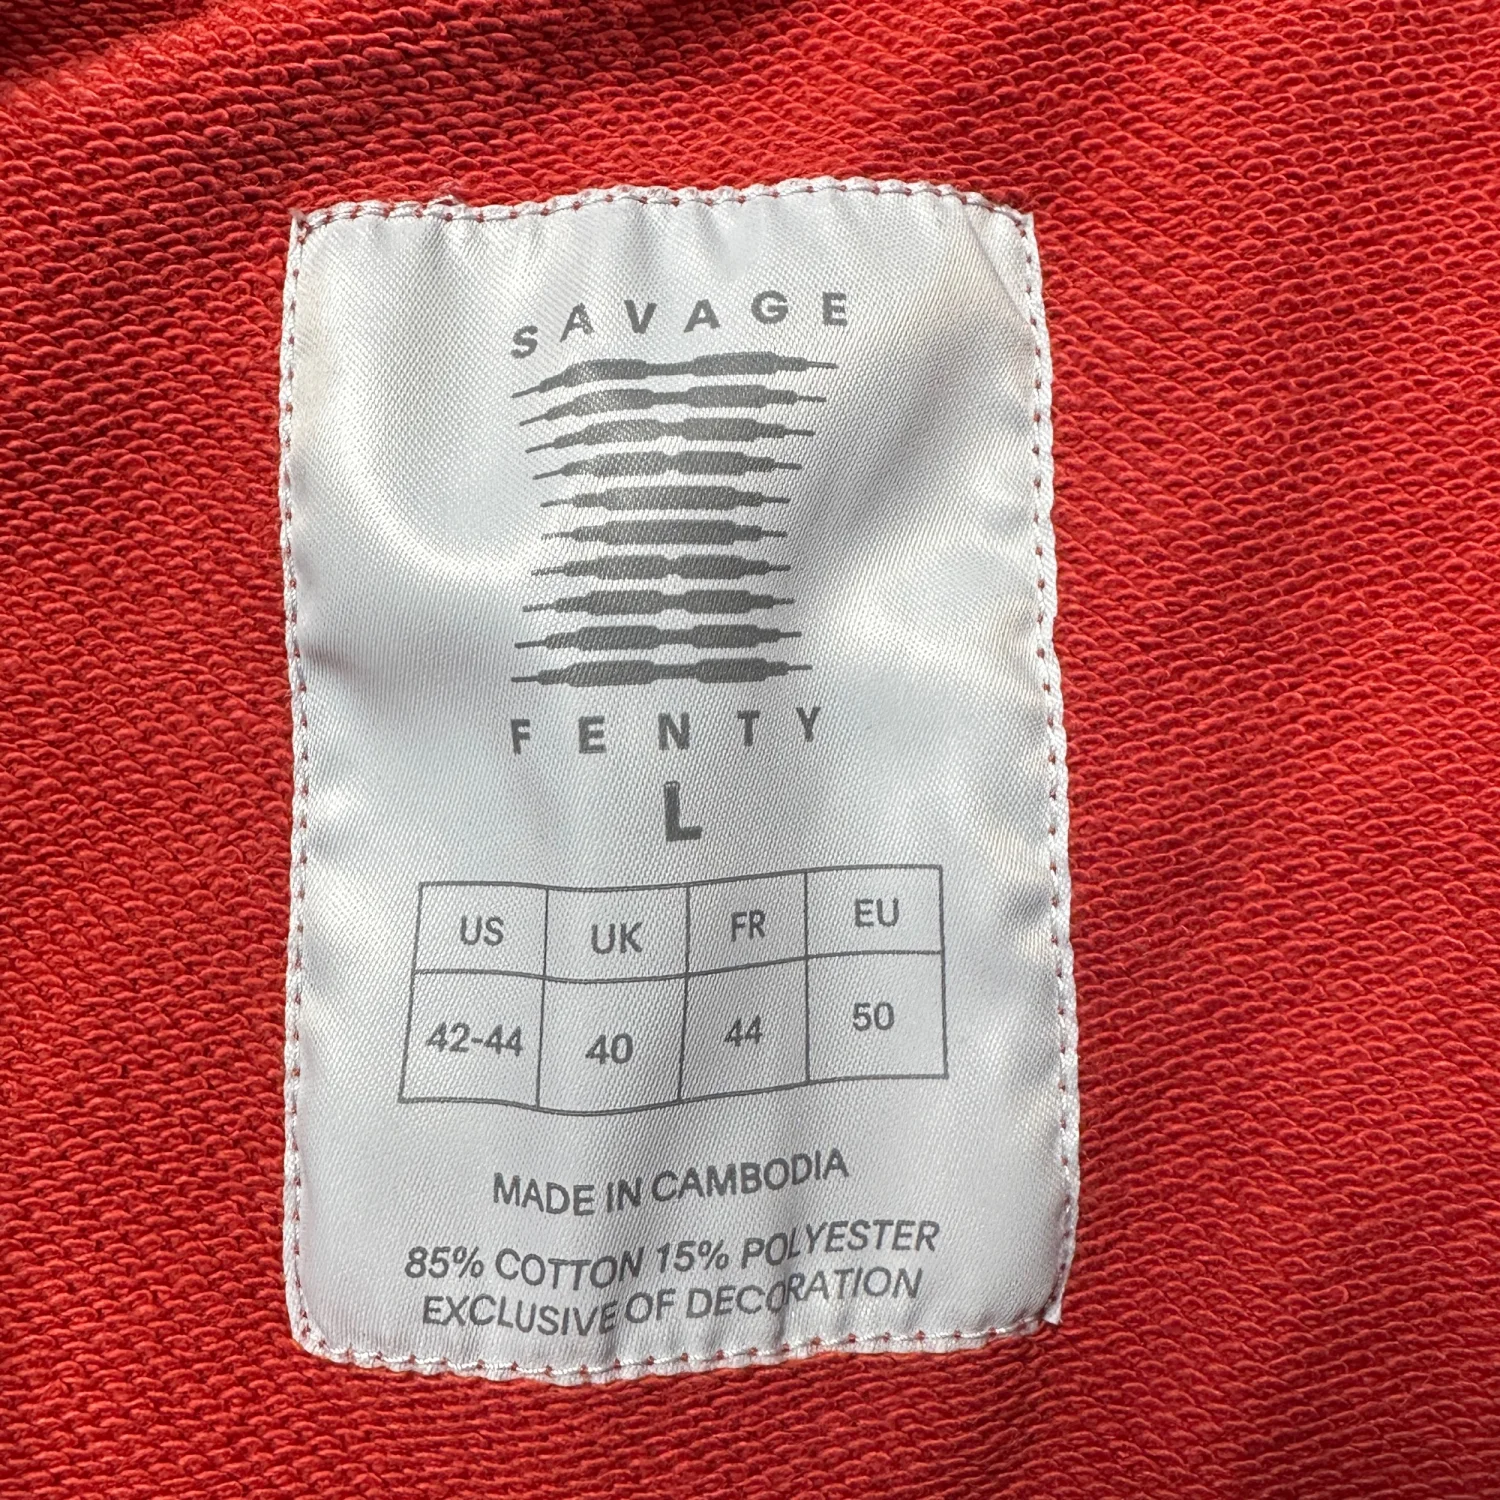 SAVAGE
FENTY
L
US UK FR EU
42-44 40 44 50
MADE IN CAMBODIA
85% COTTON 15% POLYESTER
EXCLUSIVE OF DECORATION